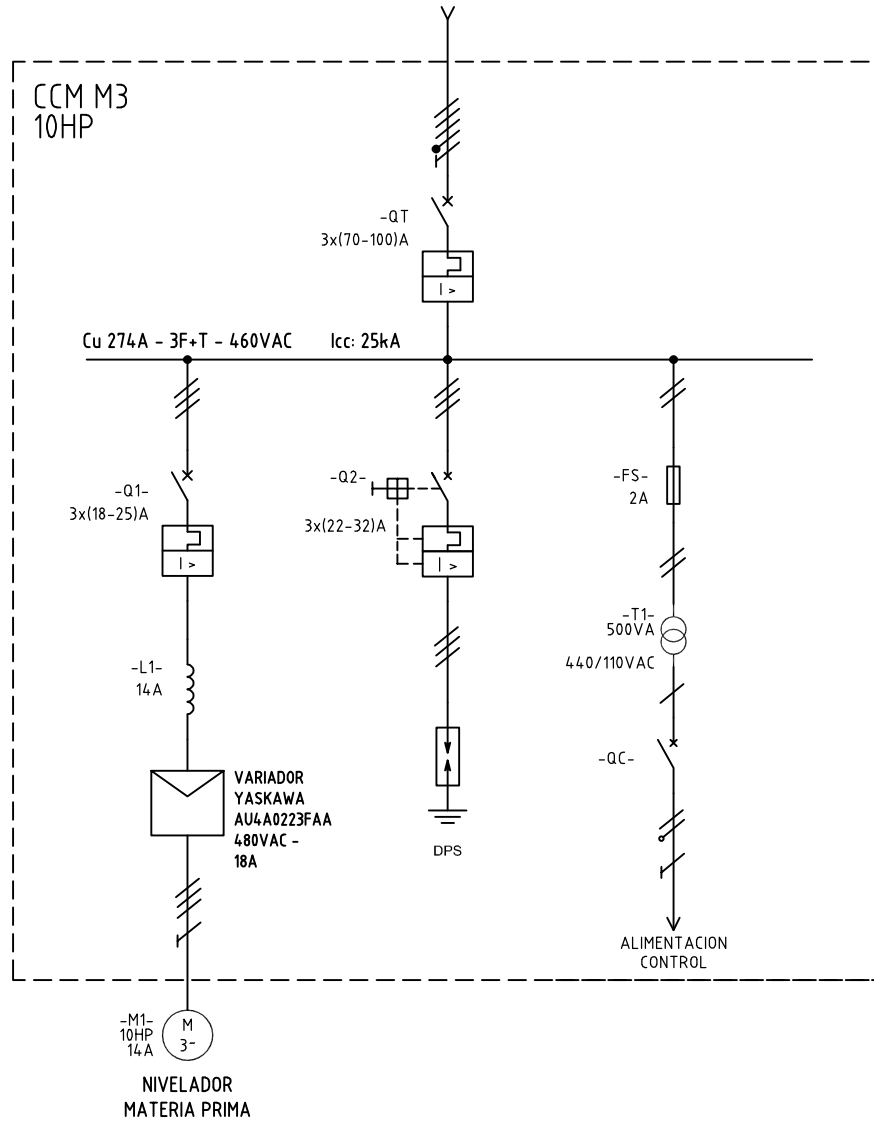 CCM M3
10HP
-QT
3x(70-100)A
I >
Cu 274A - 3F+T - 460VAC Icc: 25kA
-Q1-
3x(18-25)A
I >
-Q2-
3x(22-32)A
I >
-FS-
2A
-L1-
14A
-T1-
500VA
440/110VAC
VARIADOR
YASKAWA
AU4A0223FAA
480VAC -
18A
DPS
-QC-
ALIMENTACION
CONTROL
-M1-
10HP
14A
M
3~
NIVELADOR
MATERIA PRIMA